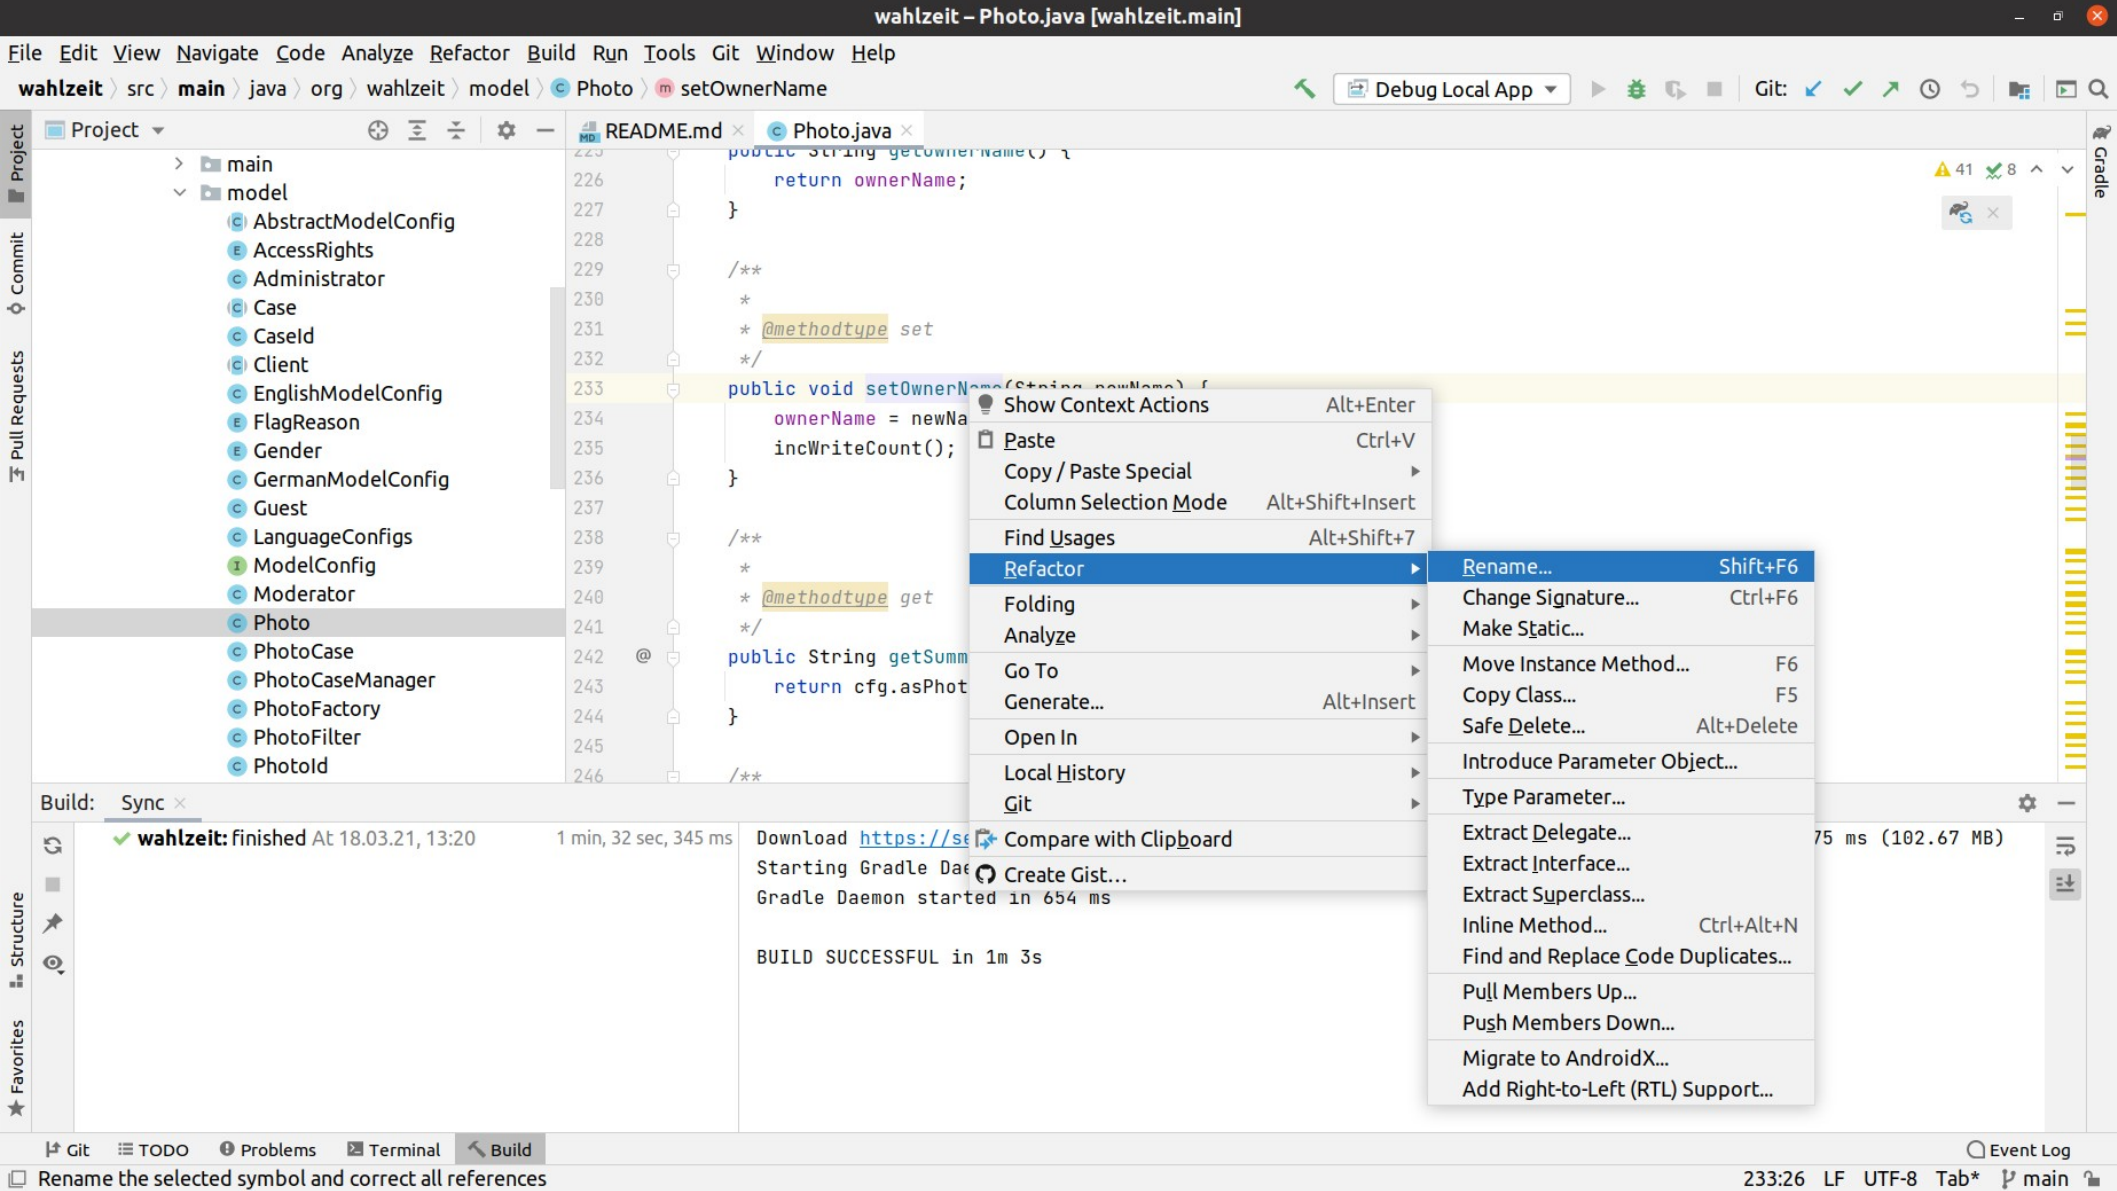 wahlzeit – Photo.java [wahlzeit.main]
File Edit View Navigate Code Analyze Refactor Build Run Tools Git Window Help
wahlzeit src main java org wahlzeit model Photo setOwnerName
Debug Local App
Git:
Project
README.md
Photo.java
Project
Commit
Pull Requests
Structure
Favorites
Gradle
main
model
AbstractModelConfig
AccessRights
Administrator
Case
CaseId
Client
EnglishModelConfig
FlagReason
Gender
GermanModelConfig
Guest
LanguageConfigs
ModelConfig
Moderator
Photo
PhotoCase
PhotoCaseManager
PhotoFactory
PhotoFilter
PhotoId
41 8
225 public String getOwnerName() {
226 return ownerName;
227 }
228
229 /**
230 *
231 * @methodtype set
232 */
233 public void setOwnerName(String newName) {
234 ownerName = newNa
235 incWriteCount();
236 }
237
238 /**
239 *
240 * @methodtype get
241 */
242 @ public String getSumm
243 return cfg.asPhot
244 }
245
246 /**
Show Context Actions Alt+Enter
Paste Ctrl+V
Copy / Paste Special
Column Selection Mode Alt+Shift+Insert
Find Usages Alt+Shift+7
Refactor
Folding
Analyze
Go To
Generate... Alt+Insert
Open In
Local History
Git
Compare with Clipboard
Create Gist...
Rename... Shift+F6
Change Signature... Ctrl+F6
Make Static...
Move Instance Method... F6
Copy Class... F5
Safe Delete... Alt+Delete
Introduce Parameter Object...
Type Parameter...
Extract Delegate...
Extract Interface...
Extract Superclass...
Inline Method... Ctrl+Alt+N
Find and Replace Code Duplicates...
Pull Members Up...
Push Members Down...
Migrate to AndroidX...
Add Right-to-Left (RTL) Support...
Build: Sync
wahlzeit: finished At 18.03.21, 13:20 1 min, 32 sec, 345 ms
Download https://se
75 ms (102.67 MB)
Starting Gradle Dae
Gradle Daemon started in 654 ms
BUILD SUCCESSFUL in 1m 3s
Git TODO Problems Terminal Build Event Log
Rename the selected symbol and correct all references 233:26 LF UTF-8 Tab* main